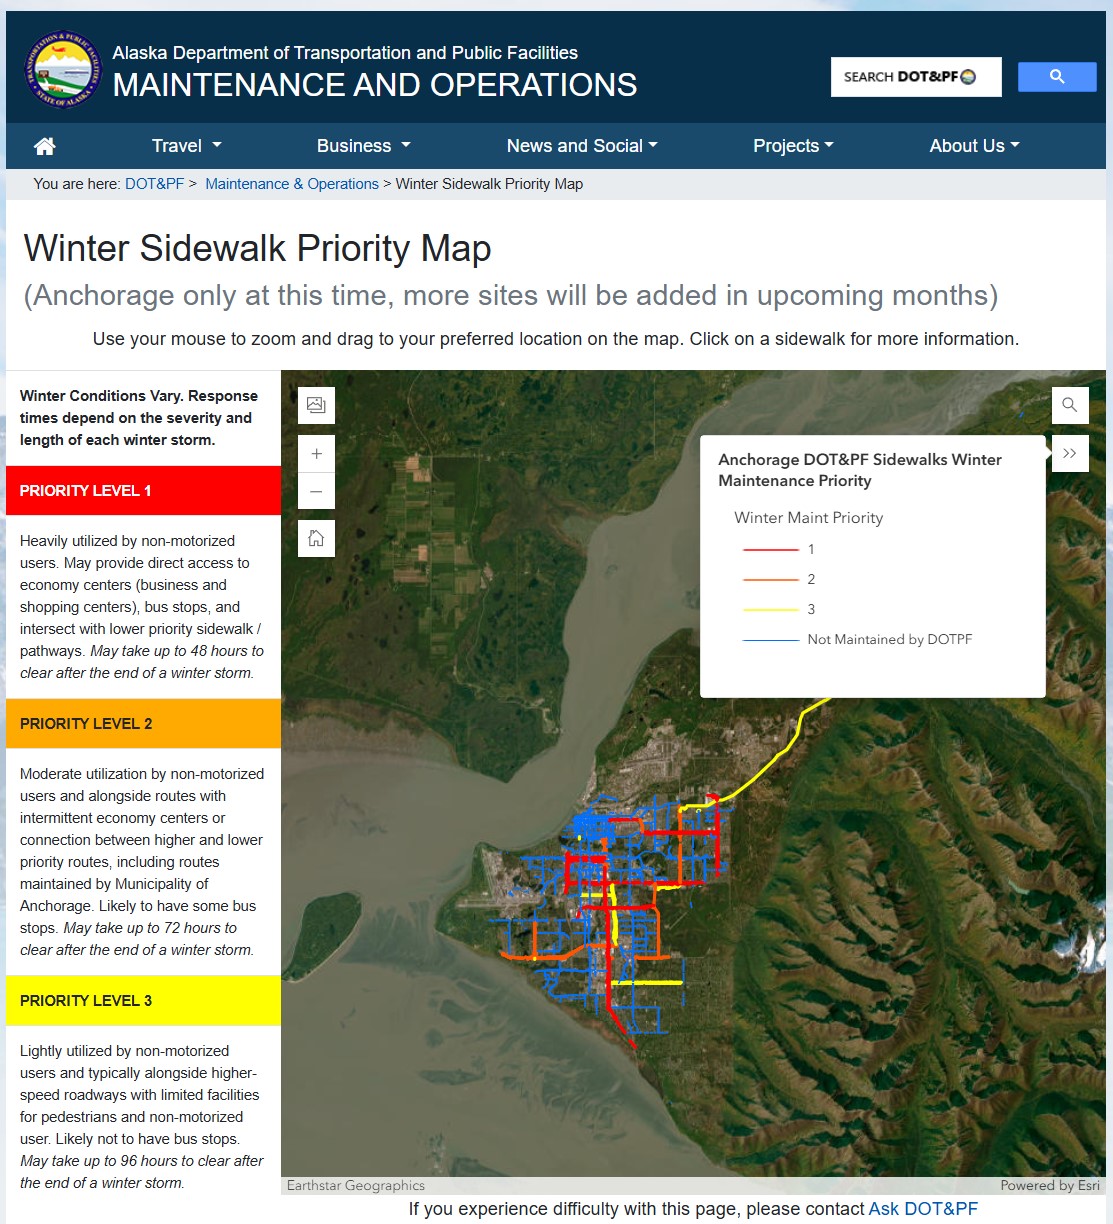 Alaska Department of Transportation and Public Facilities
MAINTENANCE AND OPERATIONS
TRANSPORTATION & PUBLIC FACILITIES
STATE OF ALASKA
SEARCH DOT&PF
Travel
Business
News and Social
Projects
About Us
You are here: DOT&PF > Maintenance & Operations > Winter Sidewalk Priority Map
Winter Sidewalk Priority Map
(Anchorage only at this time, more sites will be added in upcoming months)
Use your mouse to zoom and drag to your preferred location on the map. Click on a sidewalk for more information.
Winter Conditions Vary. Response
times depend on the severity and
length of each winter storm.
PRIORITY LEVEL 1
Heavily utilized by non-motorized
users. May provide direct access to
economy centers (business and
shopping centers), bus stops, and
intersect with lower priority sidewalk /
pathways. May take up to 48 hours to
clear after the end of a winter storm.
PRIORITY LEVEL 2
Moderate utilization by non-motorized
users and alongside routes with
intermittent economy centers or
connection between higher and lower
priority routes, including routes
maintained by Municipality of
Anchorage. Likely to have some bus
stops. May take up to 72 hours to
clear after the end of a winter storm.
PRIORITY LEVEL 3
Lightly utilized by non-motorized
users and typically alongside higher-
speed roadways with limited facilities
for pedestrians and non-motorized
user. Likely not to have bus stops.
May take up to 96 hours to clear after
the end of a winter storm.
Anchorage DOT&PF Sidewalks Winter
Maintenance Priority
Winter Maint Priority
1
2
3
Not Maintained by DOTPF
Earthstar Geographics
Powered by Esri
If you experience difficulty with this page, please contact Ask DOT&PF